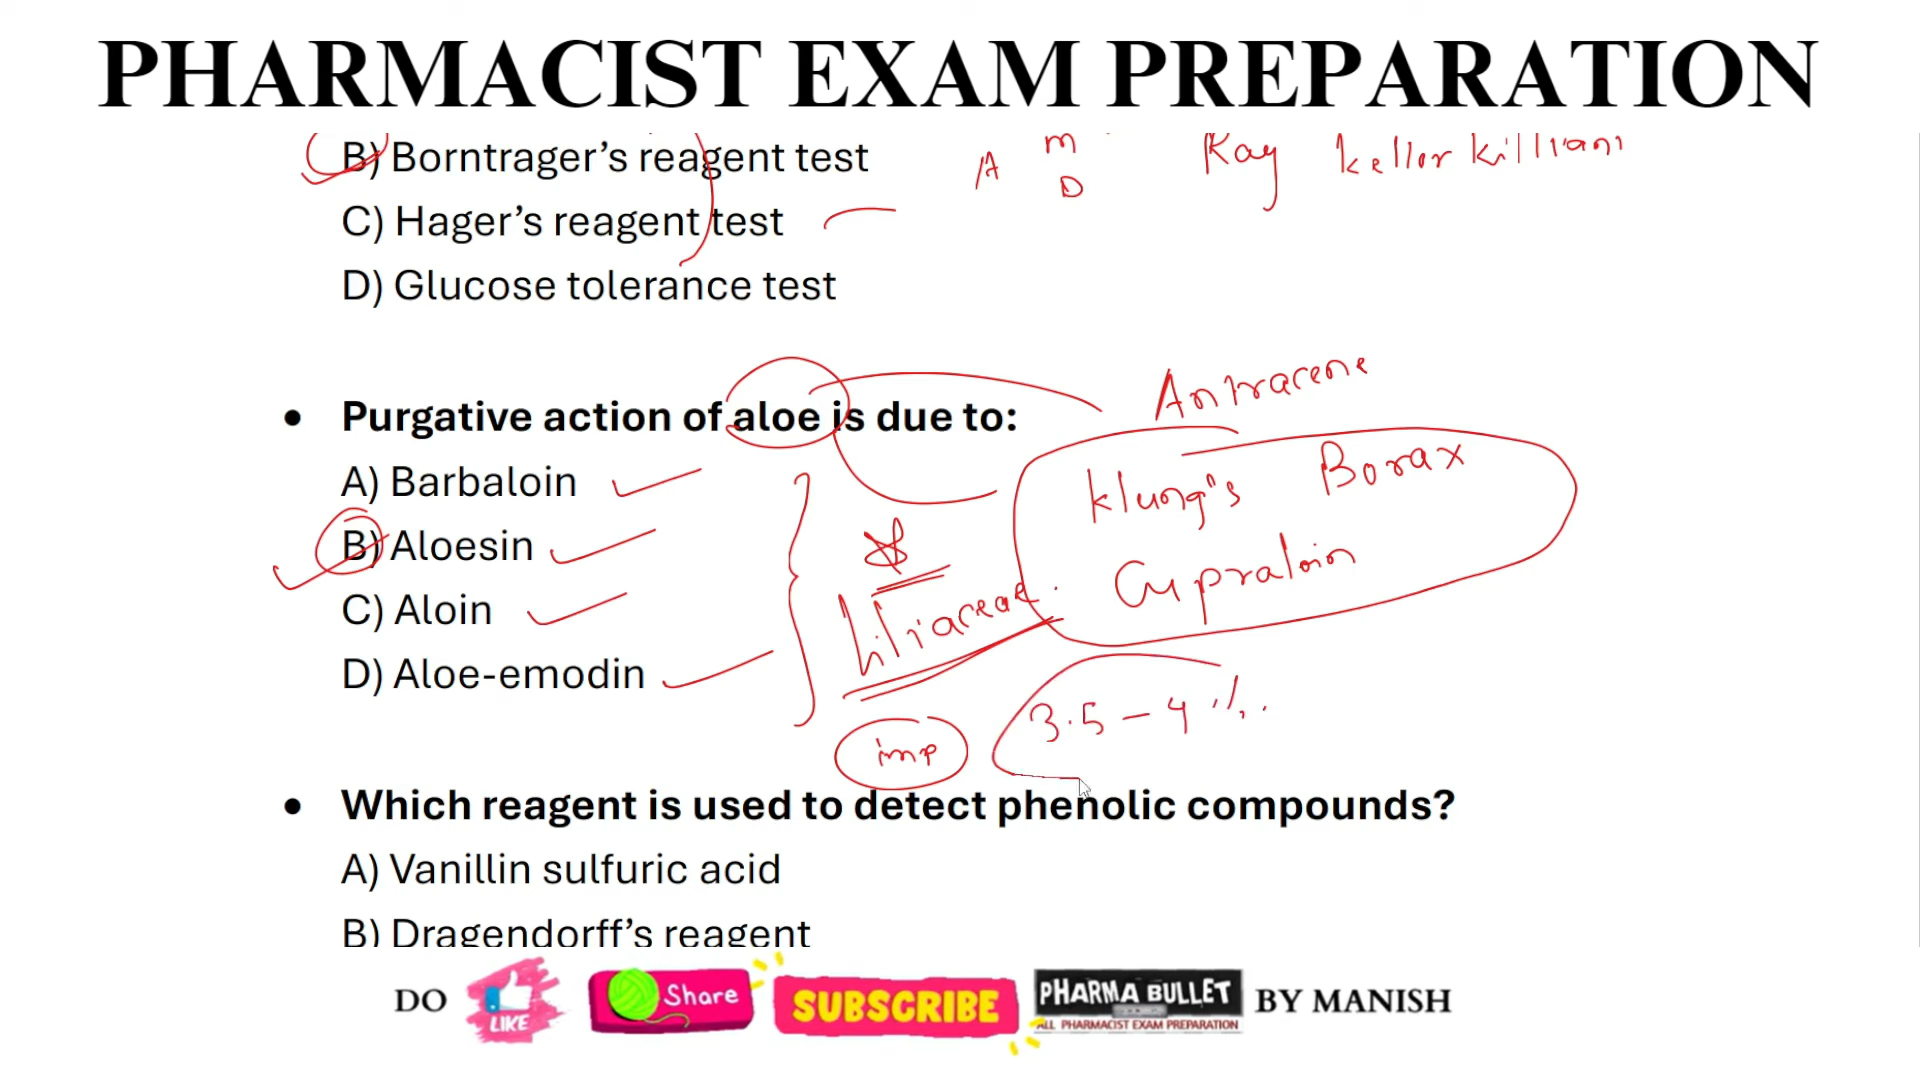 PHARMACIST EXAM PREPARATION
B) Borntrager's reagent test
A m D Kay kellor killiani
C) Hager's reagent test
D) Glucose tolerance test
Antracene
• Purgative action of aloe is due to:
A) Barbaloin
klung's Borax
B) Aloesin
Cupraloin
C) Aloin
liliaceae.
D) Aloe-emodin
3.5 – 4 %.
imp
• Which reagent is used to detect phenolic compounds?
A) Vanillin sulfuric acid
B) Dragendorff's reagent
DO LIKE Share SUBSCRIBE PHARMA BULLET BY MANISH
ALL PHARMACIST EXAM PREPARATION